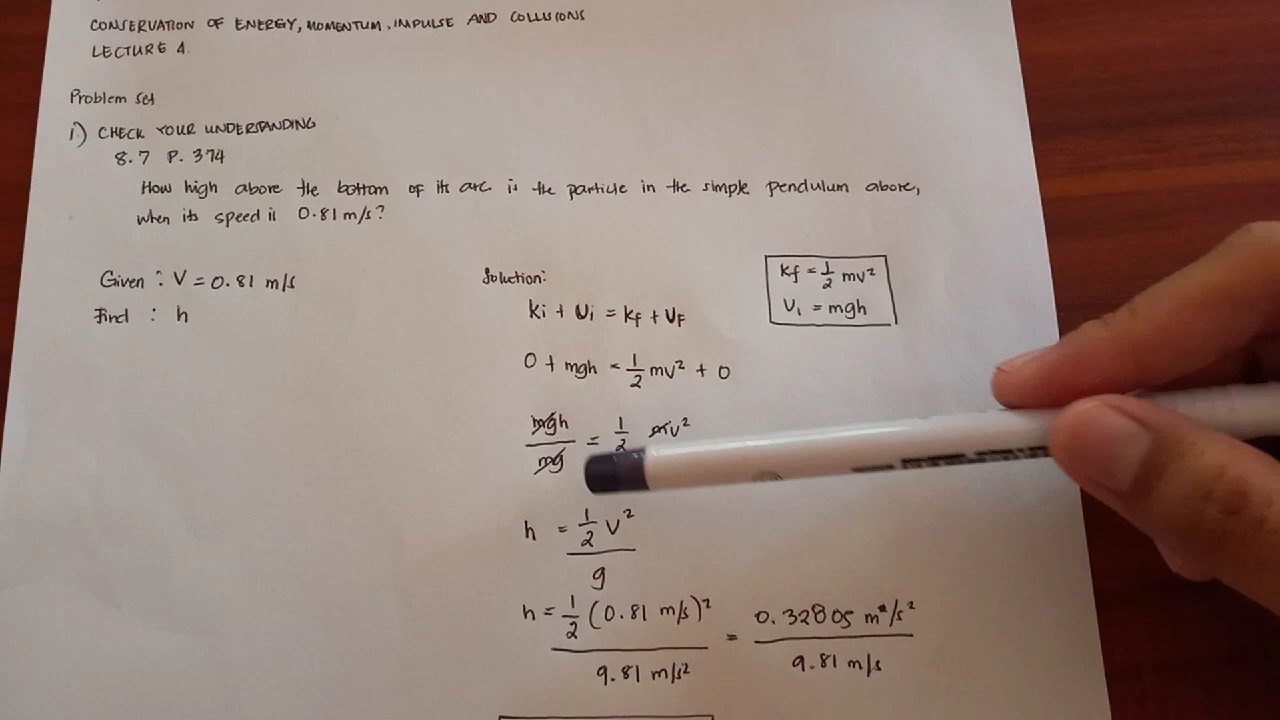 CONSERVATION OF ENERGY, MOMENTUM, IMPULSE AND COLLISIONS
LECTURE 4.
Problem set
1.) CHECK YOUR UNDERSTANDING
8.7 P. 374
How high above the bottom of its arc is the particle in the simple pendulum above,
when its speed is 0.81 m/s?
Given : V = 0.81 m/s
Find : h
Solution:
Ki + Ui = Kf + UF
0 + mgh = 1/2 mv² + 0
mgh/mg = 1/2 mv²
h = 1/2 V² / g
h = 1/2 (0.81 m/s)² / 9.81 m/s² = 0.32805 m²/s² / 9.81 m/s
Kf = 1/2 mv²
U₁ = mgh